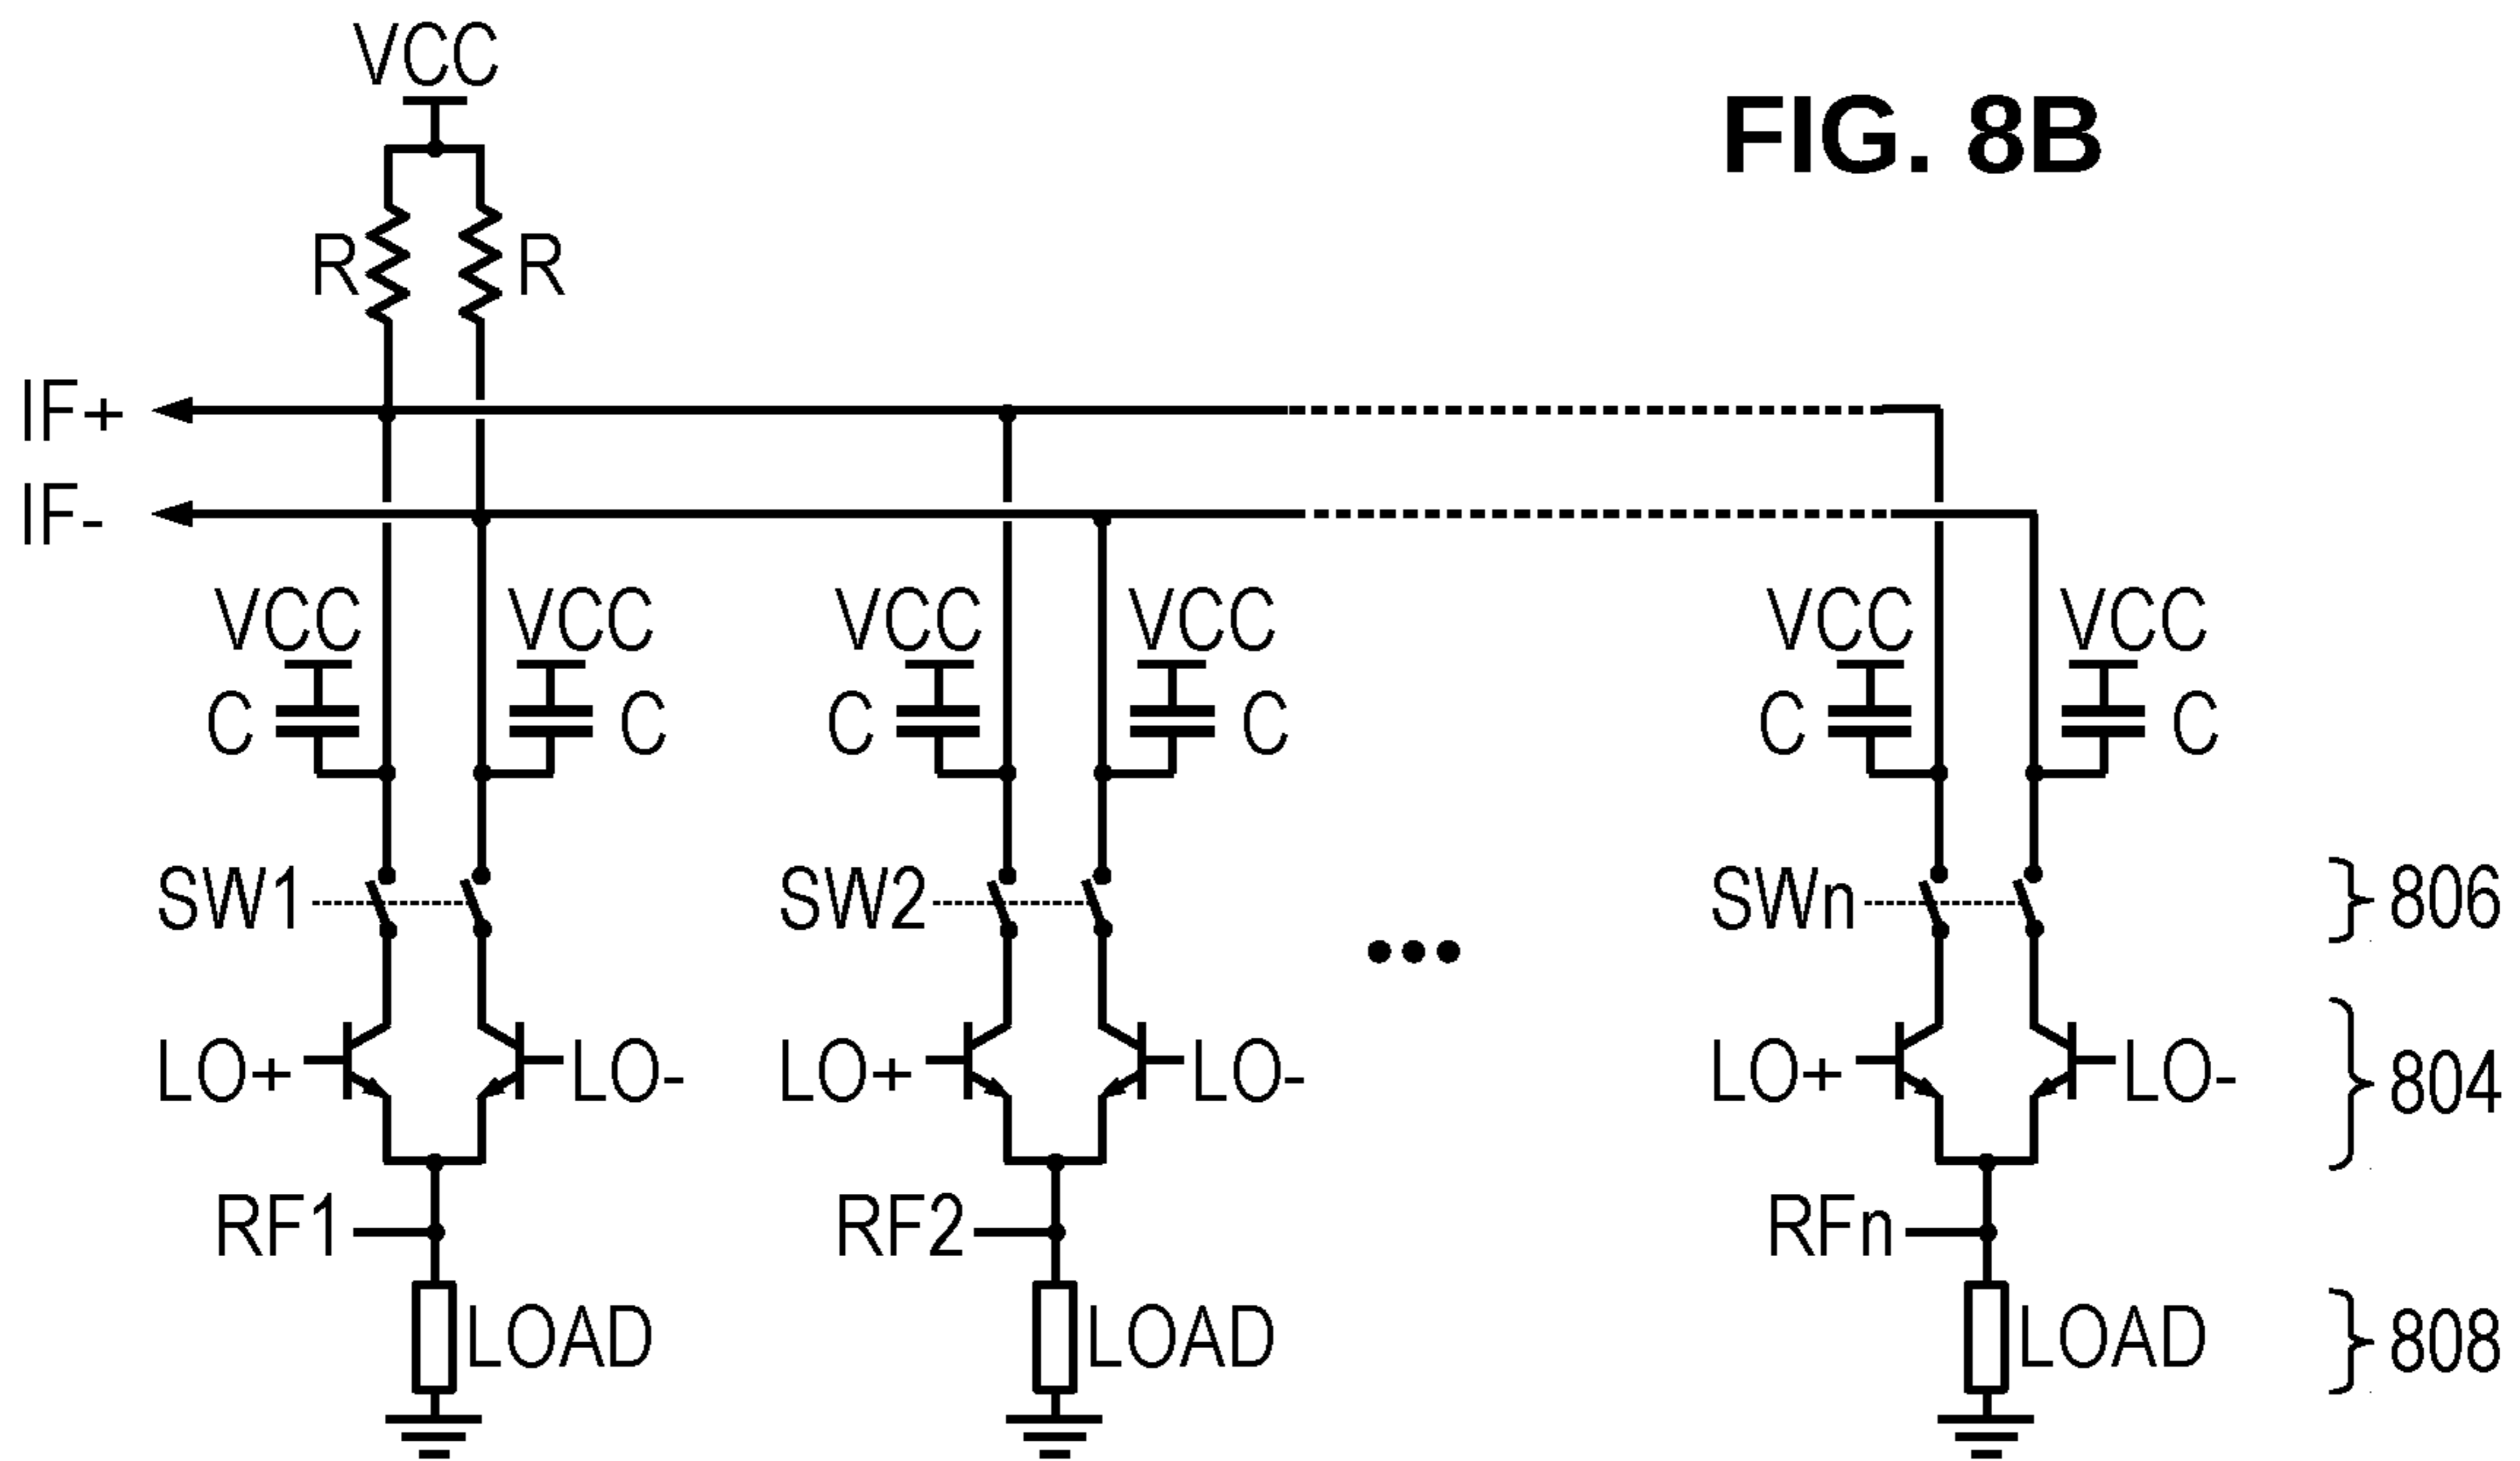 VCC
FIG. 8B
R R
IF+
IF-
VCC VCC VCC VCC VCC VCC
C C C C C C
SW1 SW2 SWn 806
LO+ LO- LO+ LO- LO+ LO- 804
RF1 RF2 RFn
LOAD LOAD LOAD 808